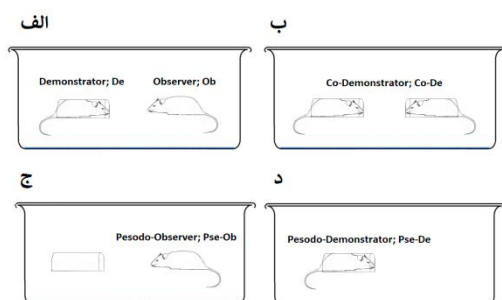 الف
ب
Demonstrator; De
Observer; Ob
Co-Demonstrator; Co-De
ج
د
Pesodo-Observer; Pse-Ob
Pesodo-Demonstrator; Pse-De